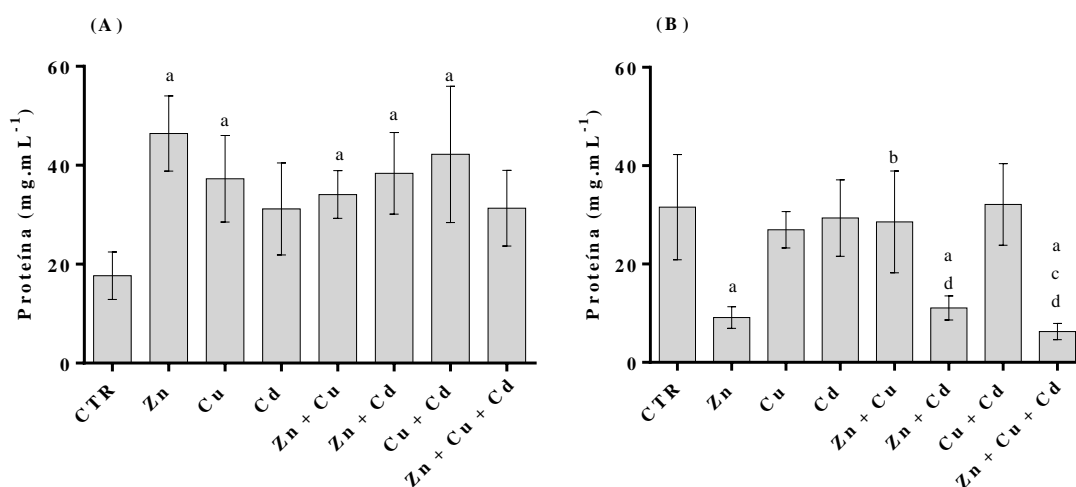 (A)
Proteína (mg.mL⁻¹)
60
40
20
0
a
a
a
a
a
CTR
Zn
Cu
Cd
Zn + Cu
Zn + Cd
Cu + Cd
Zn + Cu + Cd
(B)
Proteína (mg.mL⁻¹)
60
40
20
0
a
b
a
d
a
c
d
CTR
Zn
Cu
Cd
Zn + Cu
Zn + Cd
Cu + Cd
Zn + Cu + Cd